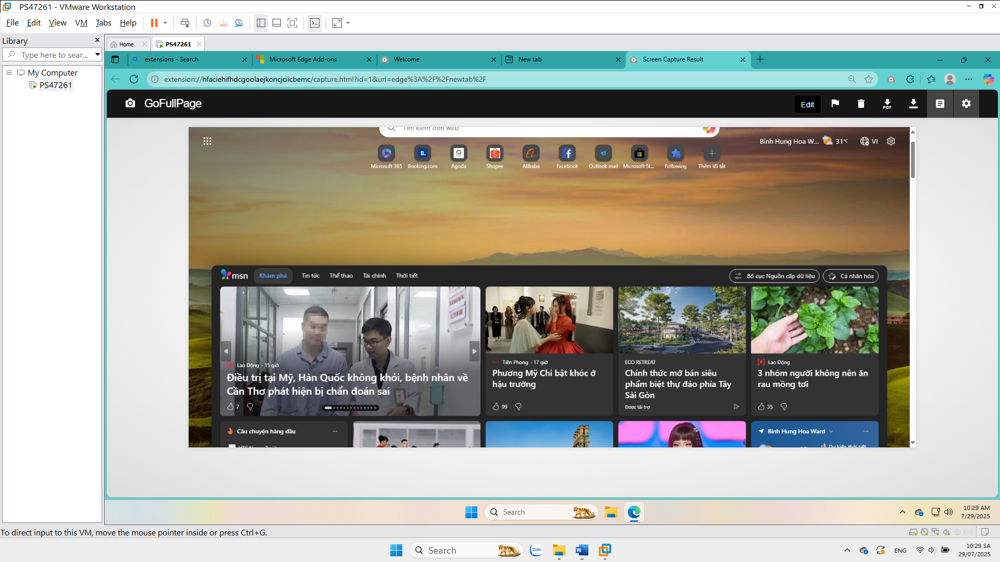 PS47261 - VMware Workstation
File Edit View VM Tabs Help
Library
Type here to sear...
My Computer
PS47261
Home
PS47261
extensions - Search
Microsoft Edge Add-ons
Welcome
New tab
Screen Capture Result
extension://hfaciehifhdcgoolaejkoncjciicbemc/capture.html?id=1&url=edge%3A%2F%2Fnewtab%2F
GoFullPage
Edit
PDF
Tìm kiếm trên web
Bình Hung Hoa W...
31°C
VI
Microsoft 365
B.
Booking.com
Agoda
Shopee
Alibaba
Facebook
Outlook mail
Microsoft St...
Following
Thêm lối tắt
msn
Khám phá
Tin tức
Thể thao
Tài chính
Thời tiết
Bố cục Nguồn cấp dữ liệu
Cá nhân hóa
Lao Động · 15 giờ
Điều trị tại Mỹ, Hàn Quốc không khỏi, bệnh nhân về
Cần Thơ phát hiện bị chẩn đoán sai
7
Tiền Phong · 17 giờ
Phương Mỹ Chi bật khóc ở
hậu trường
99
ECO RETREAT
Chính thức mở bán siêu
phẩm biệt thự đảo phía Tây
Sài Gòn
Được tài trợ
Lao Động
3 nhóm người không nên ăn
rau mồng tơi
35
Câu chuyện hàng đầu
Binh Hung Hoa Ward
Dự kiến thời tiết
Search
10:29 AM
7/29/2025
To direct input to this VM, move the mouse pointer inside or press Ctrl+G.
Search
Zalo
ENG
10:29 SA
29/07/2025